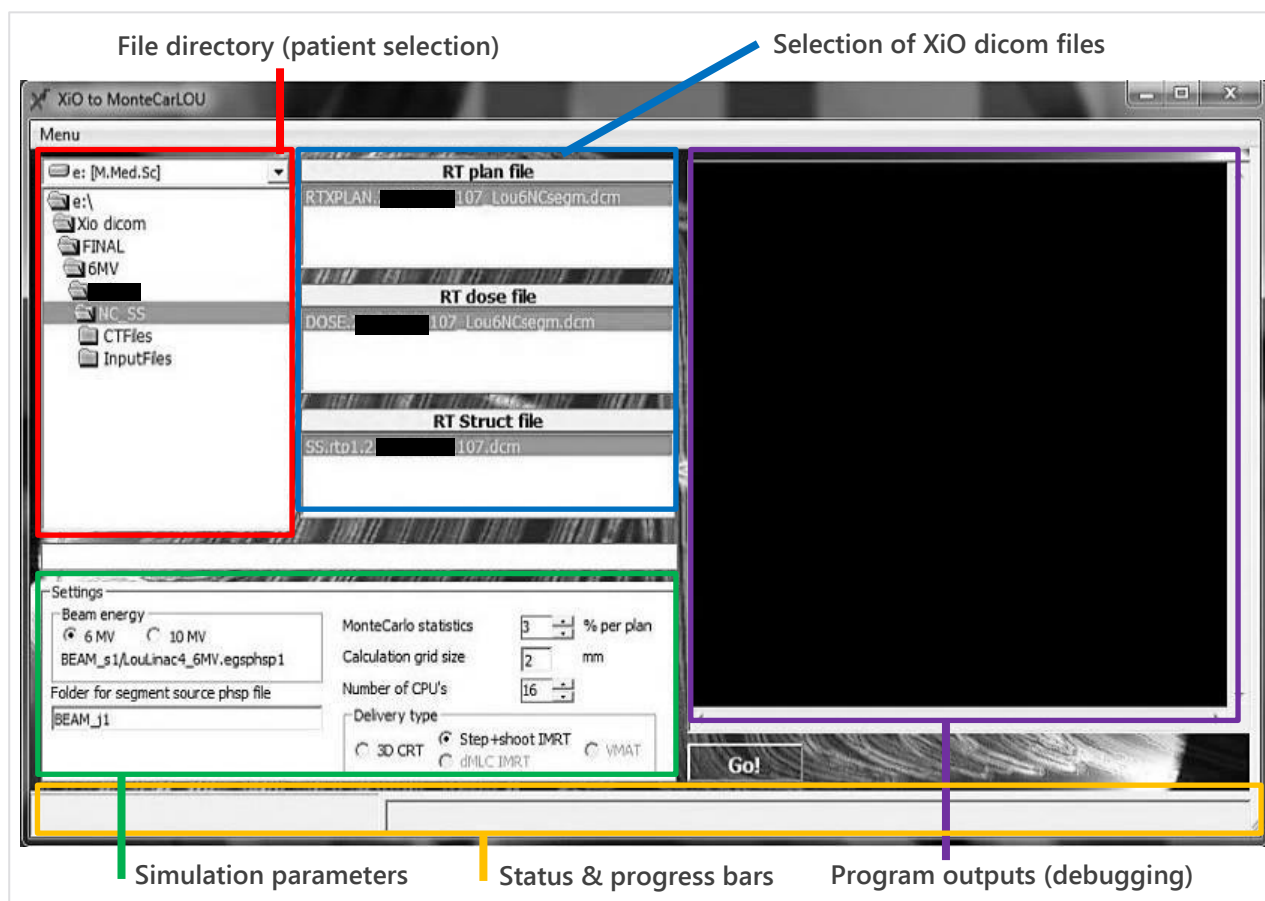 File directory (patient selection)
Selection of XiO dicom files
XiO to MonteCarLOU
Menu
e: [M.Med.Sc]
e:\
Xio dicom
FINAL
6MV
NC_SS
CTFiles
InputFiles
RT plan file
RTXPLAN. 107_Lou6NCsegm.dcm
RT dose file
DOSE. 107_Lou6NCsegm.dcm
RT Struct file
SS.rtp1.2. 107.dcm
Settings
Beam energy
6 MV 10 MV
BEAM_s1/LouLinac4_6MV.egsphsp1
Folder for segment source phsp file
BEAM_j1
MonteCarlo statistics 3 % per plan
Calculation grid size 2 mm
Number of CPU's 16
Delivery type
3D CRT Step+shoot IMRT VMAT
dMLC IMRT
Go!
Simulation parameters
Status & progress bars
Program outputs (debugging)